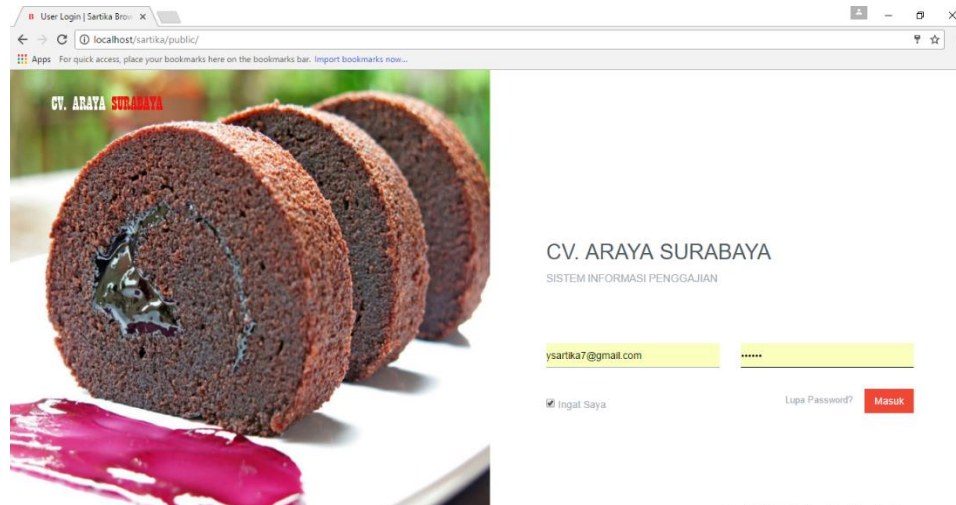 User Login | Sartika Brow
localhost/sartika/public/
Apps For quick access, place your bookmarks here on the bookmarks bar. Import bookmarks now...
CV. ARAYA SURABAYA
CV. ARAYA SURABAYA
SISTEM INFORMASI PENGGAJIAN
ysartika7@gmail.com ••••••
Ingat Saya Lupa Password? Masuk